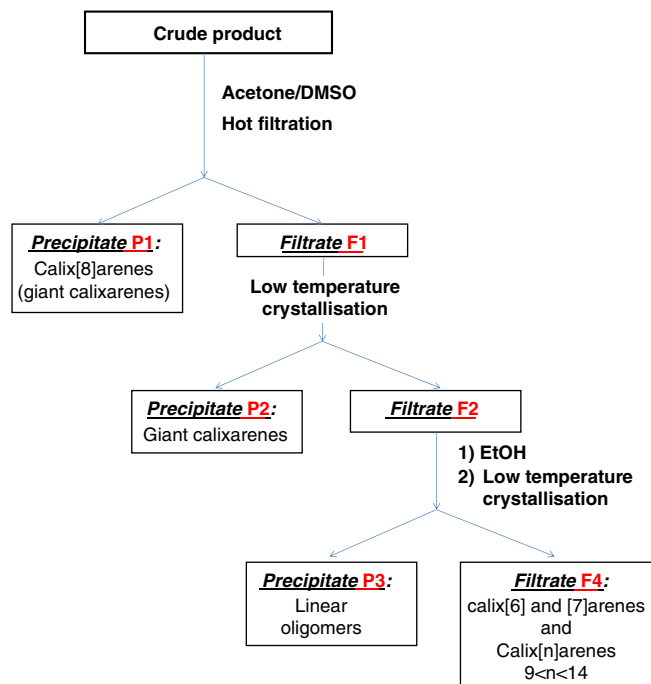 Crude product
Acetone/DMSO
Hot filtration
Precipitate P1:
Calix[8]arenes
(giant calixarenes)
Filtrate F1
Low temperature
crystallisation
Precipitate P2:
Giant calixarenes
Filtrate F2
1) EtOH
2) Low temperature
crystallisation
Precipitate P3:
Linear
oligomers
Filtrate F4:
calix[6] and [7]arenes
and
Calix[n]arenes
9<n<14